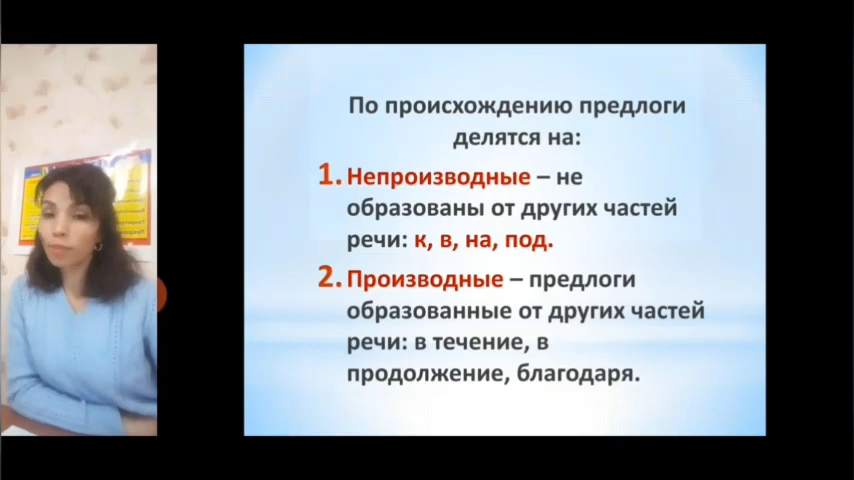 По происхождению предлоги
делятся на:
1. Непроизводные – не
образованы от других частей
речи: к, в, на, под.
2. Производные – предлоги
образованные от других частей
речи: в течение, в
продолжение, благодаря.